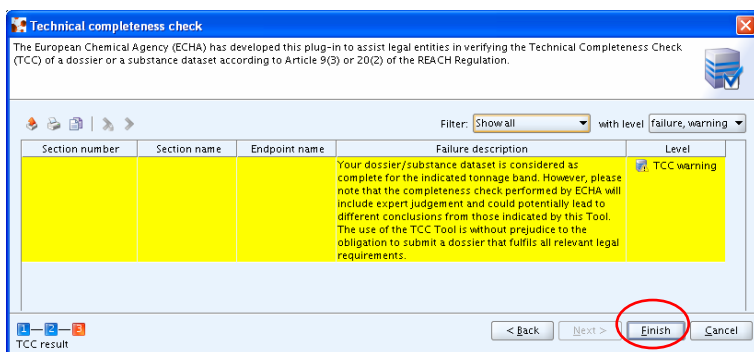 Technical completeness check
The European Chemical Agency (ECHA) has developed this plug-in to assist legal entities in verifying the Technical Completeness Check
(TCC) of a dossier or a substance dataset according to Article 9(3) or 20(2) of the REACH Regulation.
Filter: Show all with level failure, warning
Section number Section name Endpoint name Failure description Level
Your dossier/substance dataset is considered as
complete for the indicated tonnage band. However, please
note that the completeness check performed by ECHA will
include expert judgement and could potentially lead to
different conclusions from those indicated by this Tool.
The use of the TCC Tool is without prejudice to the
obligation to submit a dossier that fulfils all relevant legal
requirements.
TCC warning
1 2 3
TCC result
< Back Next > Finish Cancel